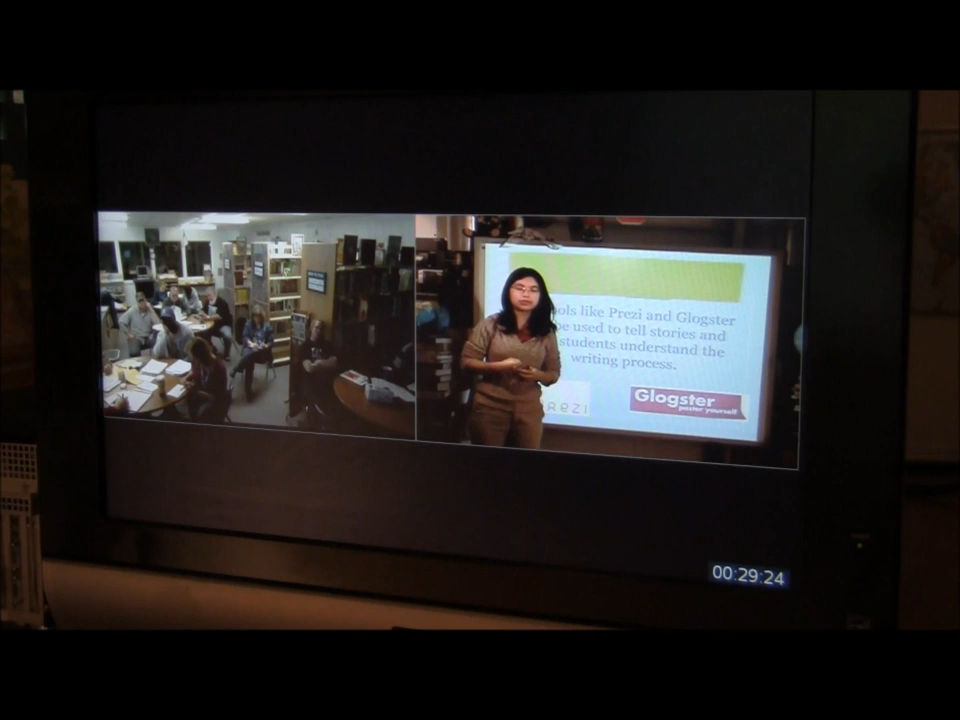 ols like Prezi and Glogster
be used to tell stories and
students understand the
writing process.
REZI
Glogster
poster yourself
00:29:24